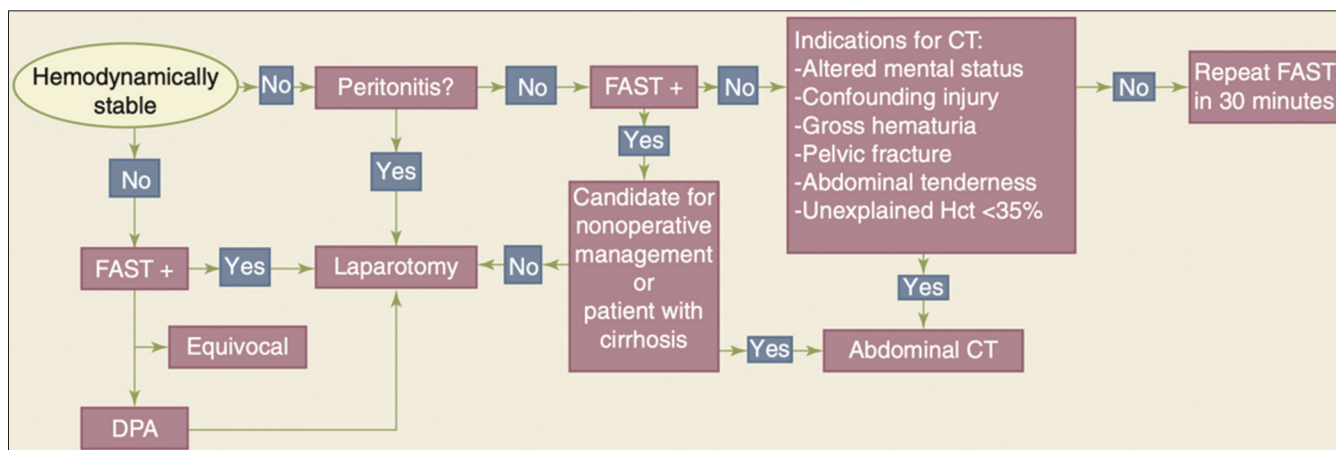 Hemodynamically
stable
No
Peritonitis?
No
FAST +
No
Indications for CT:
-Altered mental status
-Confounding injury
-Gross hematuria
-Pelvic fracture
-Abdominal tenderness
-Unexplained Hct <35%
No
Repeat FAST
in 30 minutes
No
Yes
Yes
Candidate for
nonoperative
management
or
patient with
cirrhosis
FAST +
Yes
Laparotomy
No
Yes
Equivocal
Yes
Abdominal CT
DPA